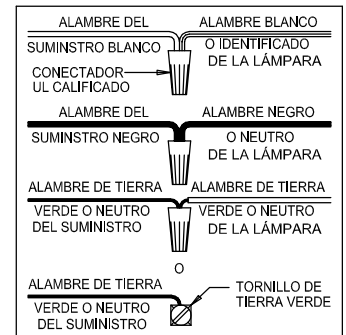 ALAMBRE DEL
SUMINSTRO BLANCO
ALAMBRE BLANCO
O IDENTIFICADO
DE LA LÁMPARA
CONECTADOR
UL CALIFICADO
ALAMBRE DEL
SUMINSTRO NEGRO
ALAMBRE NEGRO
O NEUTRO
DE LA LÁMPARA
ALAMBRE DE TIERRA
VERDE O NEUTRO
DEL SUMINISTRO
ALAMBRE DE TIERRA
VERDE O NEUTRO
DE LA LÁMPARA
O
ALAMBRE DE TIERRA
VERDE O NEUTRO
DEL SUMINISTRO
TORNILLO DE
TIERRA VERDE